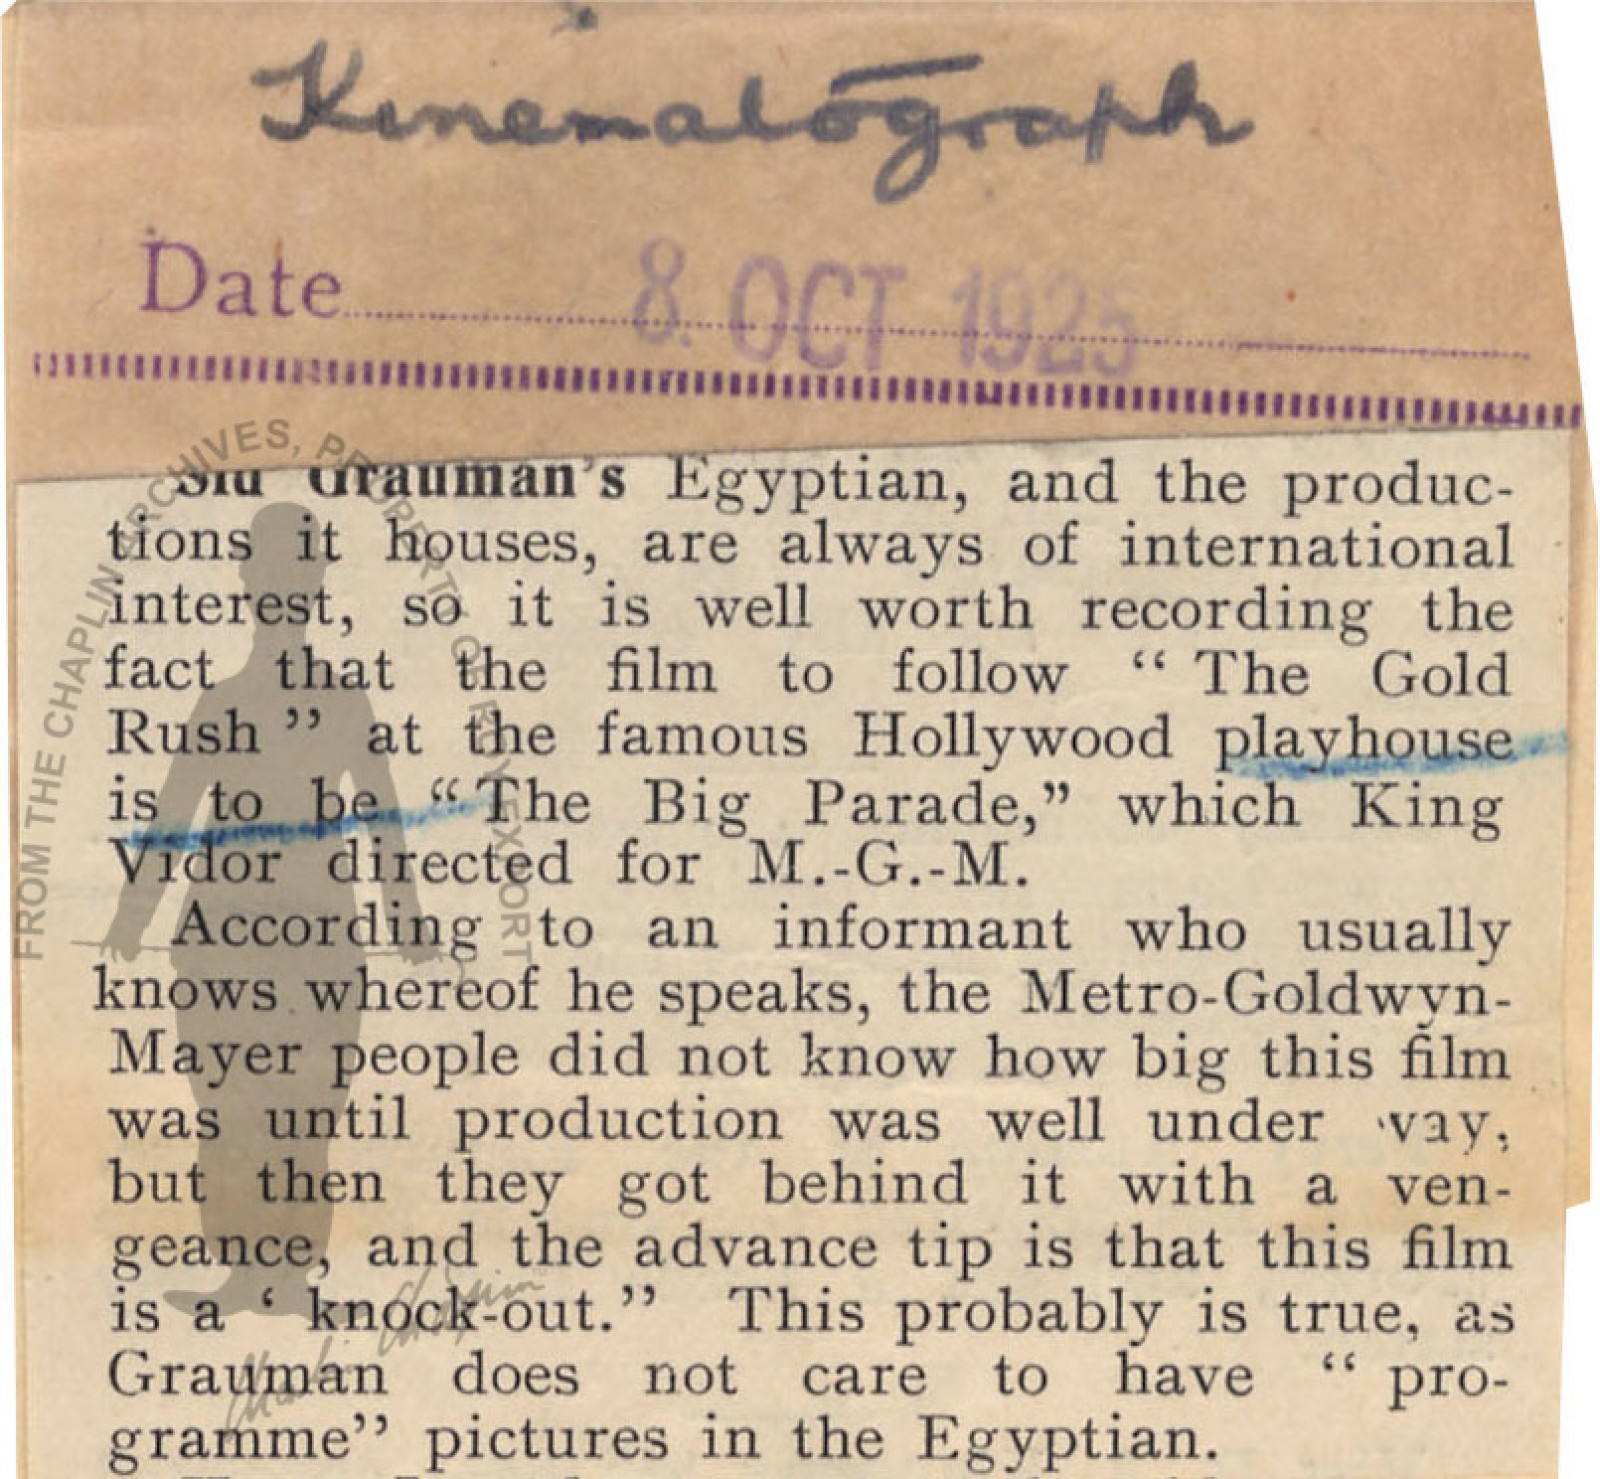 Kinematograph
Date 8. OCT 1925
Sid Grauman's Egyptian, and the produc-
tions it houses, are always of international
interest, so it is well worth recording the
fact that the film to follow “ The Gold
Rush ” at the famous Hollywood playhouse
is to be “The Big Parade,” which King
Vidor directed for M.-G.-M.
According to an informant who usually
knows whereof he speaks, the Metro-Goldwyn-
Mayer people did not know how big this film
was until production was well under way,
but then they got behind it with a ven-
geance, and the advance tip is that this film
is a ‘ knock-out.” This probably is true, as
Grauman does not care to have “ pro-
gramme” pictures in the Egyptian.
FROM THE CHAPLIN ARCHIVES, PROPERTY OF ROY EXPORT
Charlie Chaplin